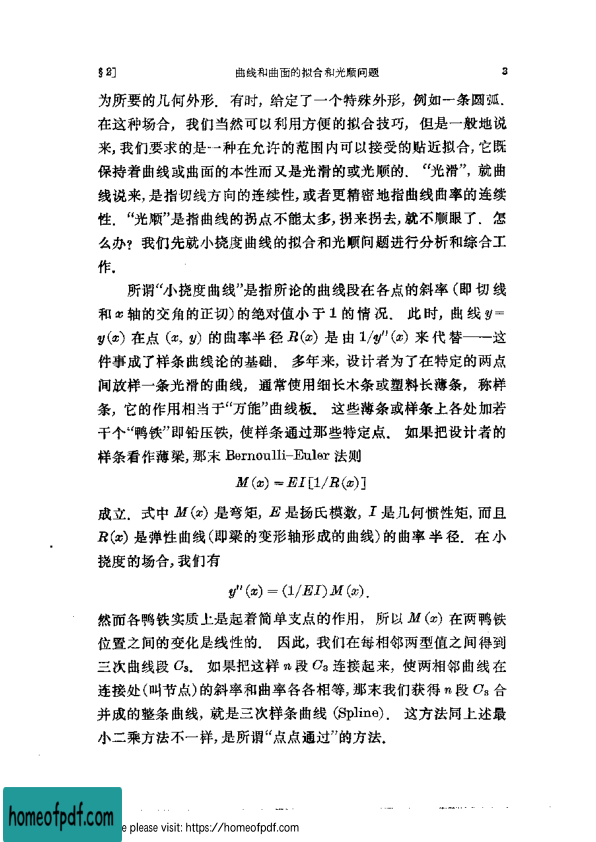 §2] 曲线和曲面的拟合和光顺问题 3
为所要的几何外形. 有时, 给定了一个特殊外形, 例如一条圆弧.
在这种场合, 我们当然可以利用方便的拟合技巧, 但是一般地说
来, 我们要求的是一种在允许的范围内可以接受的贴近拟合, 它既
保持着曲线或曲面的本性而又是光滑的或光顺的. “光滑”, 就曲
线说来, 是指切线方向的连续性, 或者更精密地指曲线曲率的连续
性. “光顺”是指曲线的拐点不能太多, 拐来拐去, 就不顺眼了. 怎
么办? 我们先就小挠度曲线的拟合和光顺问题进行分析和综合工
作.
所谓“小挠度曲线”是指所论的曲线段在各点的斜率 (即切线
和 x 轴的交角的正切) 的绝对值小于 1 的情况. 此时, 曲线 y=
y(x) 在点 (x, y) 的曲率半径 R(x) 是由 1/y″(x) 来代替——这
件事成了样条曲线论的基础. 多年来, 设计者为了在特定的两点
间放样一条光滑的曲线, 通常使用细长木条或塑料长薄条, 称样
条, 它的作用相当于“万能”曲线板. 这些薄条或样条上各处加若
干个“鸭铁”即铅压铁, 使样条通过那些特定点. 如果把设计者的
样条看作薄梁, 那末 Bernoulli-Euler 法则
M(x)=EI[1/R(x)]
成立. 式中 M(x) 是弯矩, E 是扬氏模数, I 是几何惯性矩, 而且
R(x) 是弹性曲线 (即梁的变形轴形成的曲线) 的曲率半径. 在小
挠度的场合, 我们有
y″(x)=(1/EI)M(x).
然而各鸭铁实质上是起着简单支点的作用, 所以 M(x) 在两鸭铁
位置之间的变化是线性的. 因此, 我们在每相邻两型值之间得到
三次曲线段 C₃. 如果把这样 n 段 C₃ 连接起来, 使两相邻曲线在
连接处 (叫节点) 的斜率和曲率各各相等, 那末我们获得 n 段 C₃ 合
并成的整条曲线, 就是三次样条曲线 (Spline). 这方法同上述最
小二乘方法不一样, 是所谓“点点通过”的方法.
homeofpdf.com
e please visit: https://homeofpdf.com